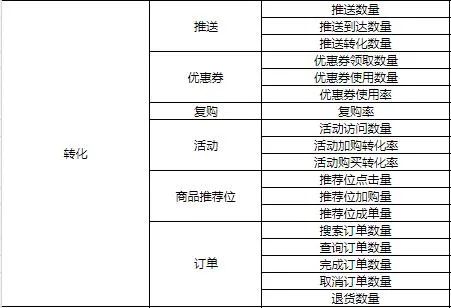 推送数量
推送
推送到达数量
推送转化数量
优惠券领取数量
优惠券
优惠券使用数量
优惠券使用率
复购
复购率
活动访问数量
转化
活动
活动加购转化率
活动购买转化率
推荐位点击量
商品推荐位
推荐位加购量
推荐位成单量
搜索订单数量
查询订单数量
订单
完成订单数量
取消订单数量
退货数量